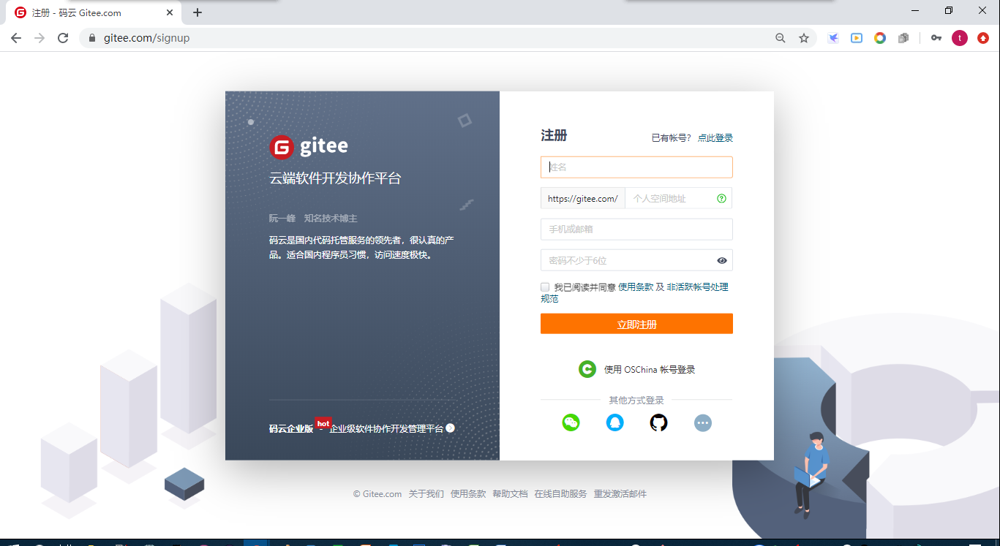 注册 - 码云 Gitee.com
gitee.com/signup
t
gitee
云端软件开发协作平台
阮一峰 知名技术博主
码云是国内代码托管服务的领先者，很认真的产
品。适合国内程序员习惯，访问速度极快。
码云企业版 hot - 企业级软件协作开发管理平台
注册 已有帐号？ 点此登录
姓名
https://gitee.com/ 个人空间地址
手机或邮箱
密码不少于6位
我已阅读并同意 使用条款 及 非活跃帐号处理
规范
立即注册
使用 OSChina 帐号登录
其他方式登录
© Gitee.com 关于我们 使用条款 帮助文档 在线自助服务 重发激活邮件